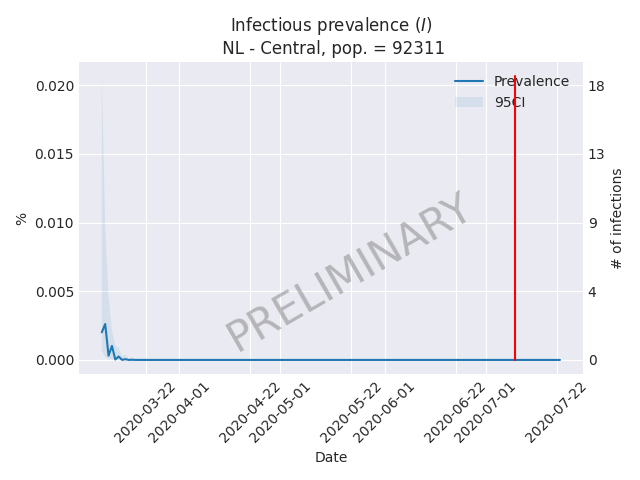 Infectious prevalence (I)
NL - Central, pop. = 92311
Prevalence
95CI
0.020
0.015
0.010
0.005
0.000
%
18
13
9
4
0
# of infections
PRELIMINARY
2020-03-22
2020-04-01
2020-04-22
2020-05-01
2020-05-22
2020-06-01
2020-06-22
2020-07-01
2020-07-22
Date